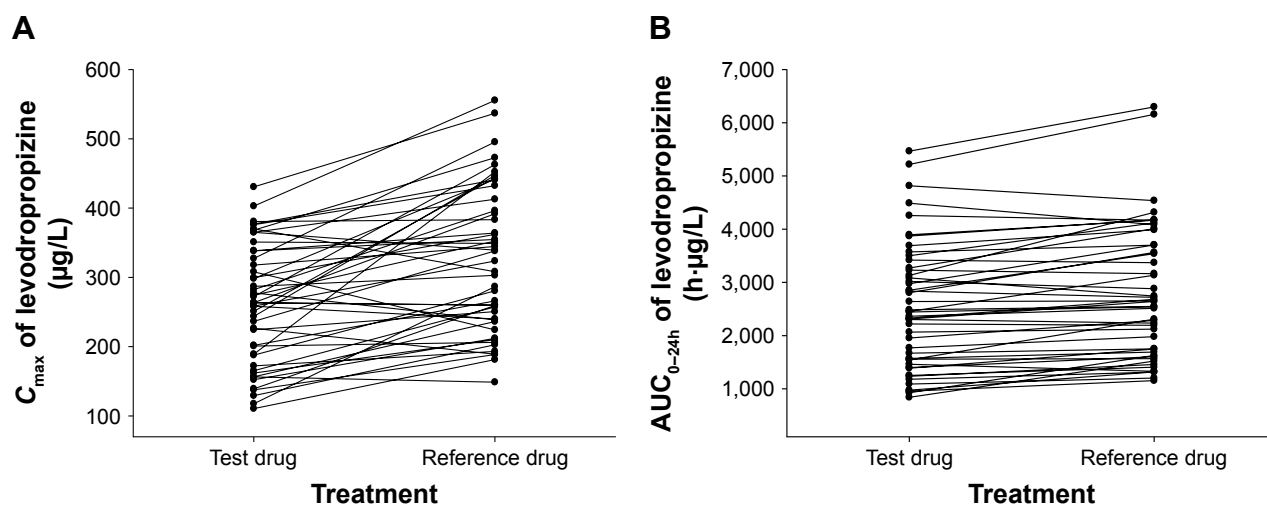 A
Cmax of levodropropizine
(µg/L)
600
500
400
300
200
100
Test drug
Reference drug
Treatment
B
AUC0–24h of levodropropizine
(h·µg/L)
7,000
6,000
5,000
4,000
3,000
2,000
1,000
Test drug
Reference drug
Treatment